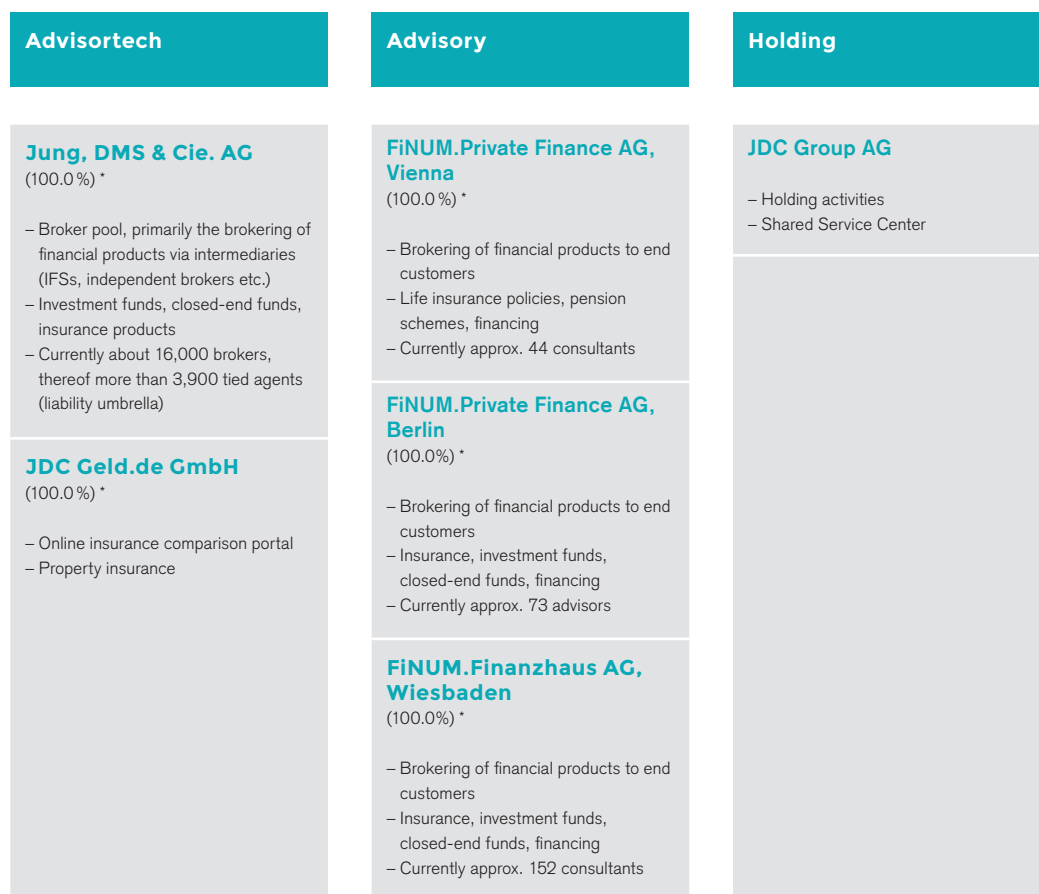 Advisortech
Jung, DMS & Cie. AG
(100.0 %) *
– Broker pool, primarily the brokering of
financial products via intermediaries
(IFSs, independent brokers etc.)
– Investment funds, closed-end funds,
insurance products
– Currently about 16,000 brokers,
thereof more than 3,900 tied agents
(liability umbrella)
JDC Geld.de GmbH
(100.0 %) *
– Online insurance comparison portal
– Property insurance
Advisory
FiNUM.Private Finance AG,
Vienna
(100.0 %) *
– Brokering of financial products to end
customers
– Life insurance policies, pension
schemes, financing
– Currently approx. 44 consultants
FiNUM.Private Finance AG,
Berlin
(100.0%) *
– Brokering of financial products to end
customers
– Insurance, investment funds,
closed-end funds, financing
– Currently approx. 73 advisors
FiNUM.Finanzhaus AG,
Wiesbaden
(100.0%) *
– Brokering of financial products to end
customers
– Insurance, investment funds,
closed-end funds, financing
– Currently approx. 152 consultants
Holding
JDC Group AG
– Holding activities
– Shared Service Center